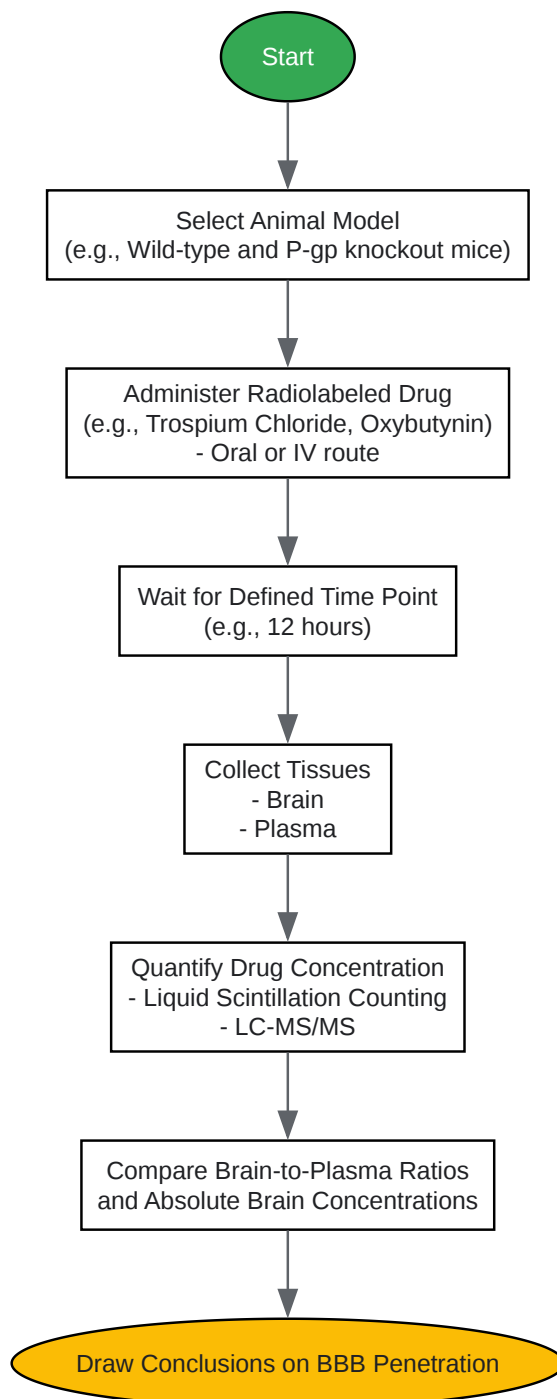 Start
Select Animal Model
(e.g., Wild-type and P-gp knockout mice)
Administer Radiolabeled Drug
(e.g., Trospium Chloride, Oxybutynin)
- Oral or IV route
Wait for Defined Time Point
(e.g., 12 hours)
Collect Tissues
- Brain
- Plasma
Quantify Drug Concentration
- Liquid Scintillation Counting
- LC-MS/MS
Compare Brain-to-Plasma Ratios
and Absolute Brain Concentrations
Draw Conclusions on BBB Penetration